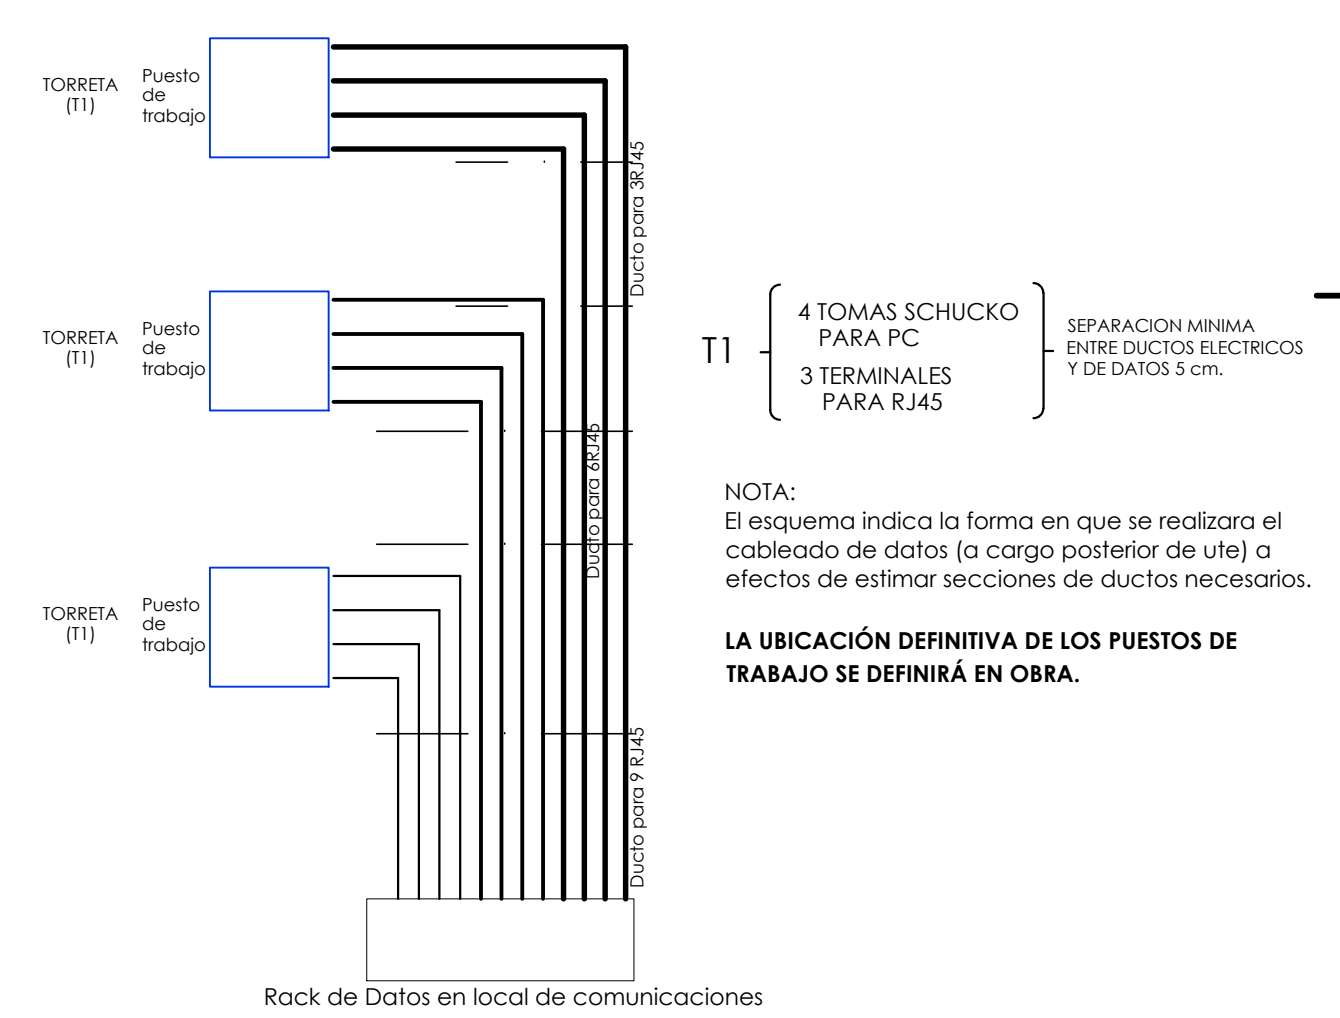 TORRETA
(T1)
Puesto
de
trabajo
Ducto para 3RJ45
TORRETA
(T1)
Puesto
de
trabajo
Ducto para 6RJ45
TORRETA
(T1)
Puesto
de
trabajo
Ducto para 9 RJ45
Rack de Datos en local de comunicaciones
T1
4 TOMAS SCHUCKO
PARA PC
3 TERMINALES
PARA RJ45
SEPARACION MINIMA
ENTRE DUCTOS ELECTRICOS
Y DE DATOS 5 cm.
NOTA:
El esquema indica la forma en que se realizara el
cableado de datos (a cargo posterior de ute) a
efectos de estimar secciones de ductos necesarios.
LA UBICACIÓN DEFINITIVA DE LOS PUESTOS DE
TRABAJO SE DEFINIRÁ EN OBRA.